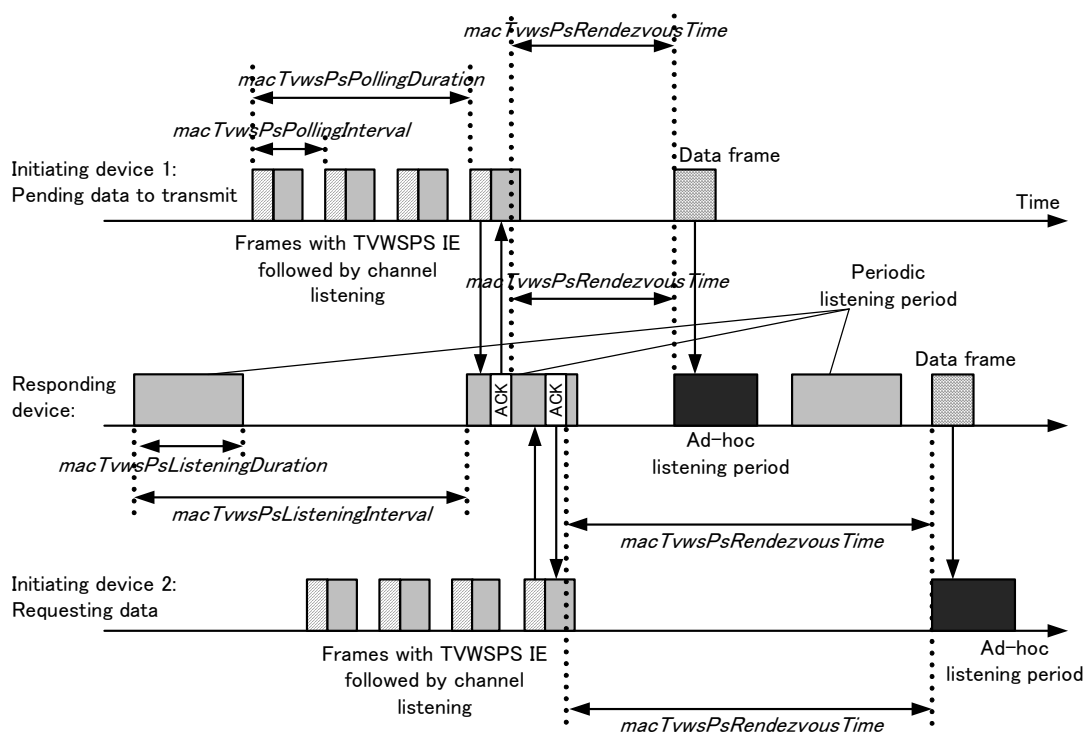 macTvwsPsRendezvousTime
macTvwsPsPollingDuration
macTvwsPsPollingInterval
Initiating device 1:
Pending data to transmit
Data frame
Time
Frames with TVWSPS IE
followed by channel
listening
macTvwsPsRendezvousTime
Periodic
listening period
Responding
device:
ACK
ACK
Data frame
Ad-hoc
listening period
macTvwsPsListeningDuration
macTvwsPsListeningInterval
macTvwsPsRendezvousTime
Initiating device 2:
Requesting data
Frames with TVWSPS IE
followed by channel
listening
Ad-hoc
listening period
macTvwsPsRendezvousTime